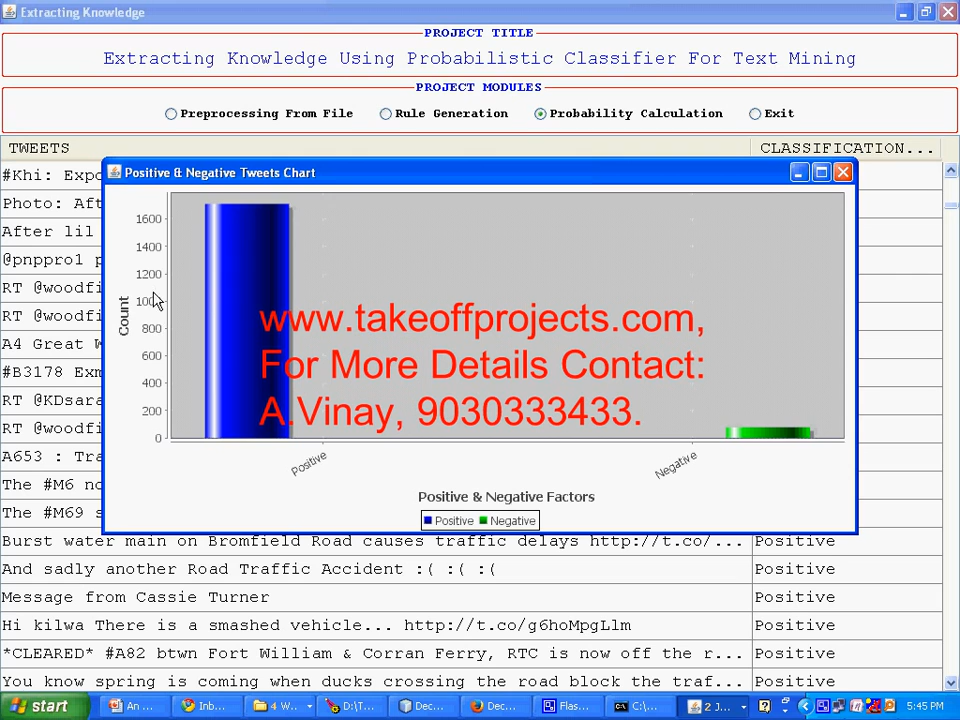 Extracting Knowledge
PROJECT TITLE
Extracting Knowledge Using Probabilistic Classifier For Text Mining
PROJECT MODULES
Preprocessing From File Rule Generation Probability Calculation Exit
TWEETS CLASSIFICATION...
#Khi: Expo
Positive & Negative Tweets Chart
Photo: Aft
After lil
@pnppro1 p
RT @woodfi
RT @woodfi
A4 Great W
#B3178 Exm
RT @KDsara
RT @woodfi
A653 : Tra
The #M6 no
The #M69 s
1600
1400
1200
800
600
400
200
0
Count
www.takeoffprojects.com,
For More Details Contact:
A.Vinay, 9030333433.
Positive Negative
Positive & Negative Factors
Positive Negative
Burst water main on Bromfield Road causes traffic delays http://t.co/... Positive
And sadly another Road Traffic Accident :( :( :( Positive
Message from Cassie Turner Positive
Hi kilwa There is a smashed vehicle... http://t.co/g6hoMpgLlm Positive
*CLEARED* #A82 btwn Fort William & Corran Ferry, RTC is now off the r... Positive
You know spring is coming when ducks crossing the road block the traf... Positive
start An ... Inb... 4 W... D:\T... Dec... Dec... Flas... C:\... 2 J... 5:45 PM